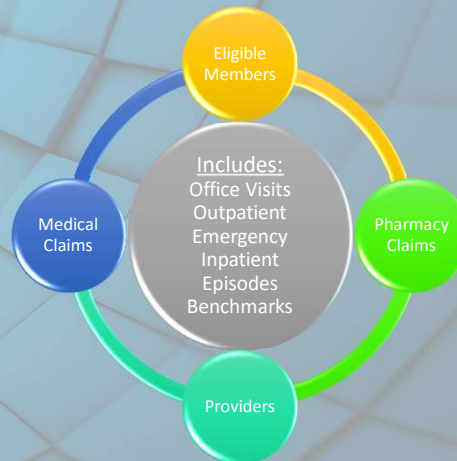 Eligible
Members
Includes:
Office Visits
Outpatient
Emergency
Inpatient
Episodes
Benchmarks
Medical
Claims
Pharmacy
Claims
Providers